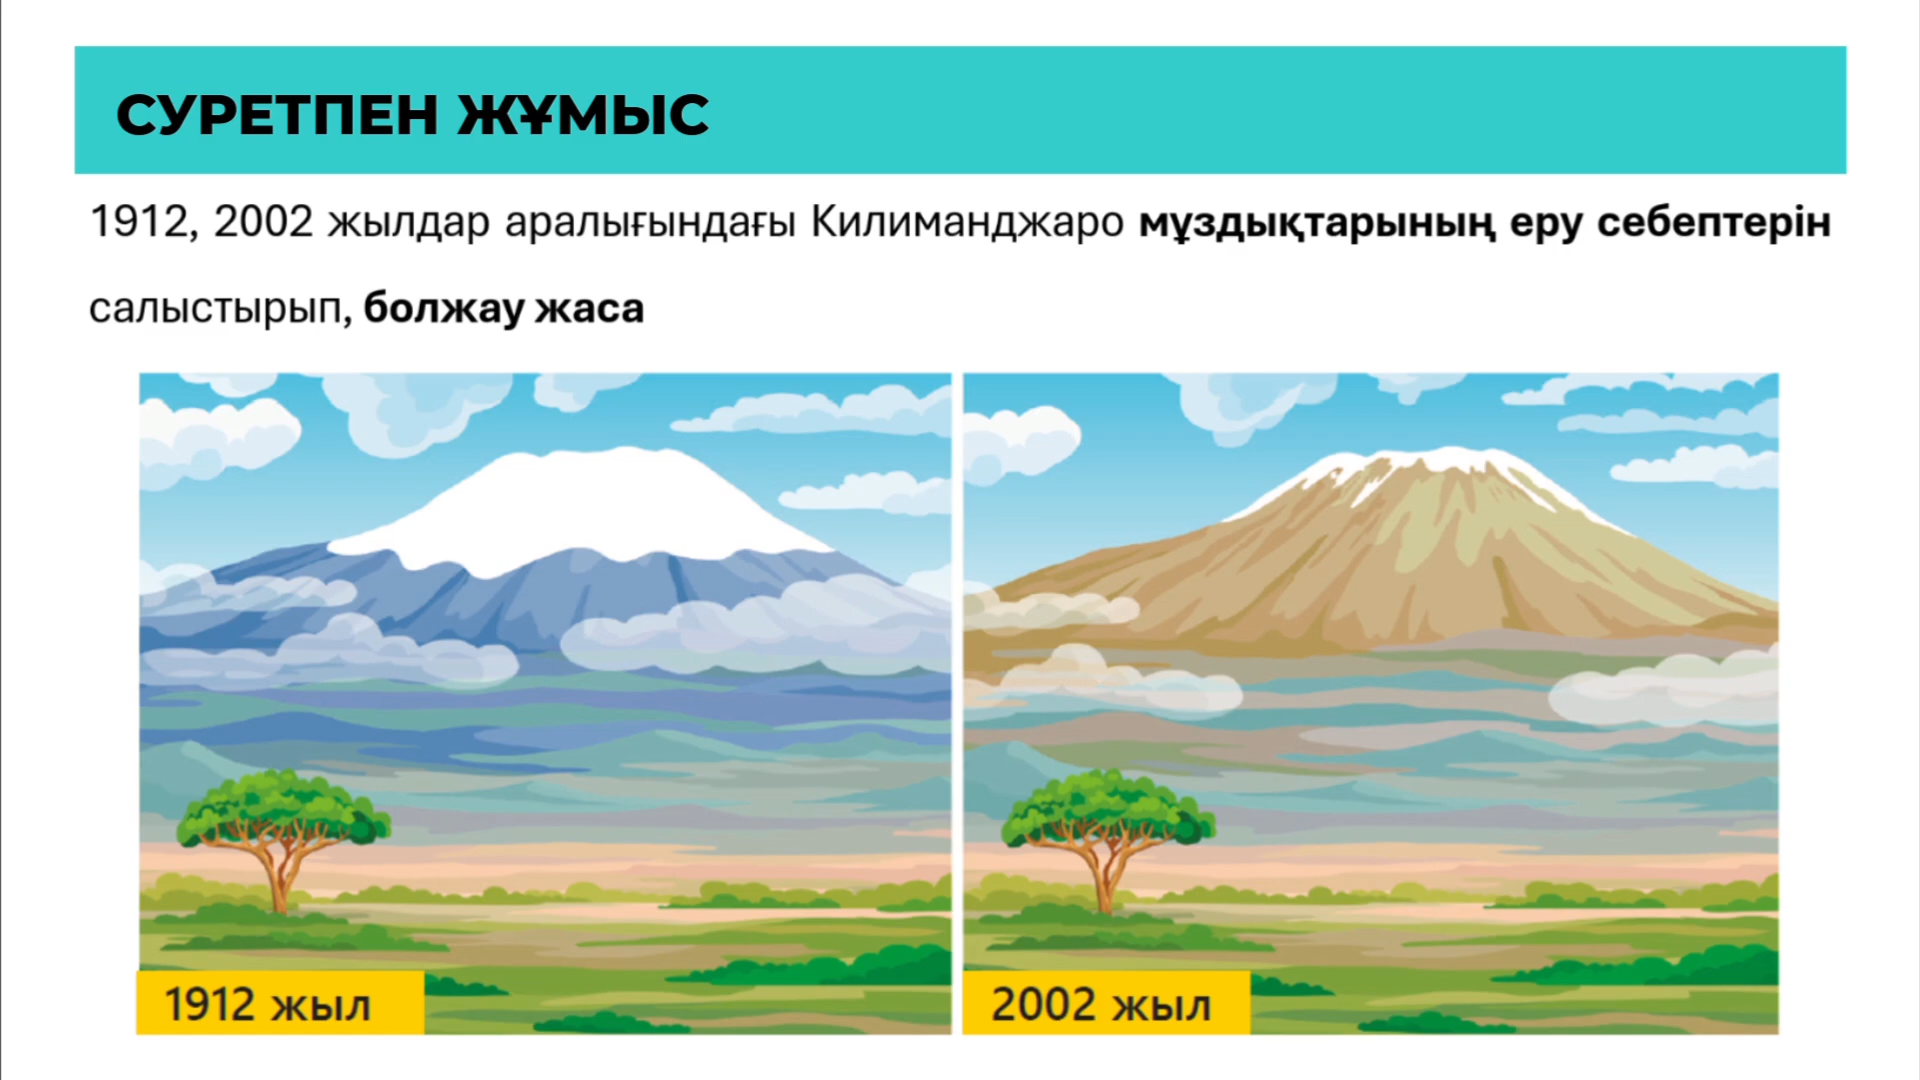 СУРЕТПЕН ЖҰМЫС
1912, 2002 жылдар аралығындағы Килиманджаро мұздықтарының еру себептерін
салыстырып, болжау жаса
1912 жыл
2002 жыл